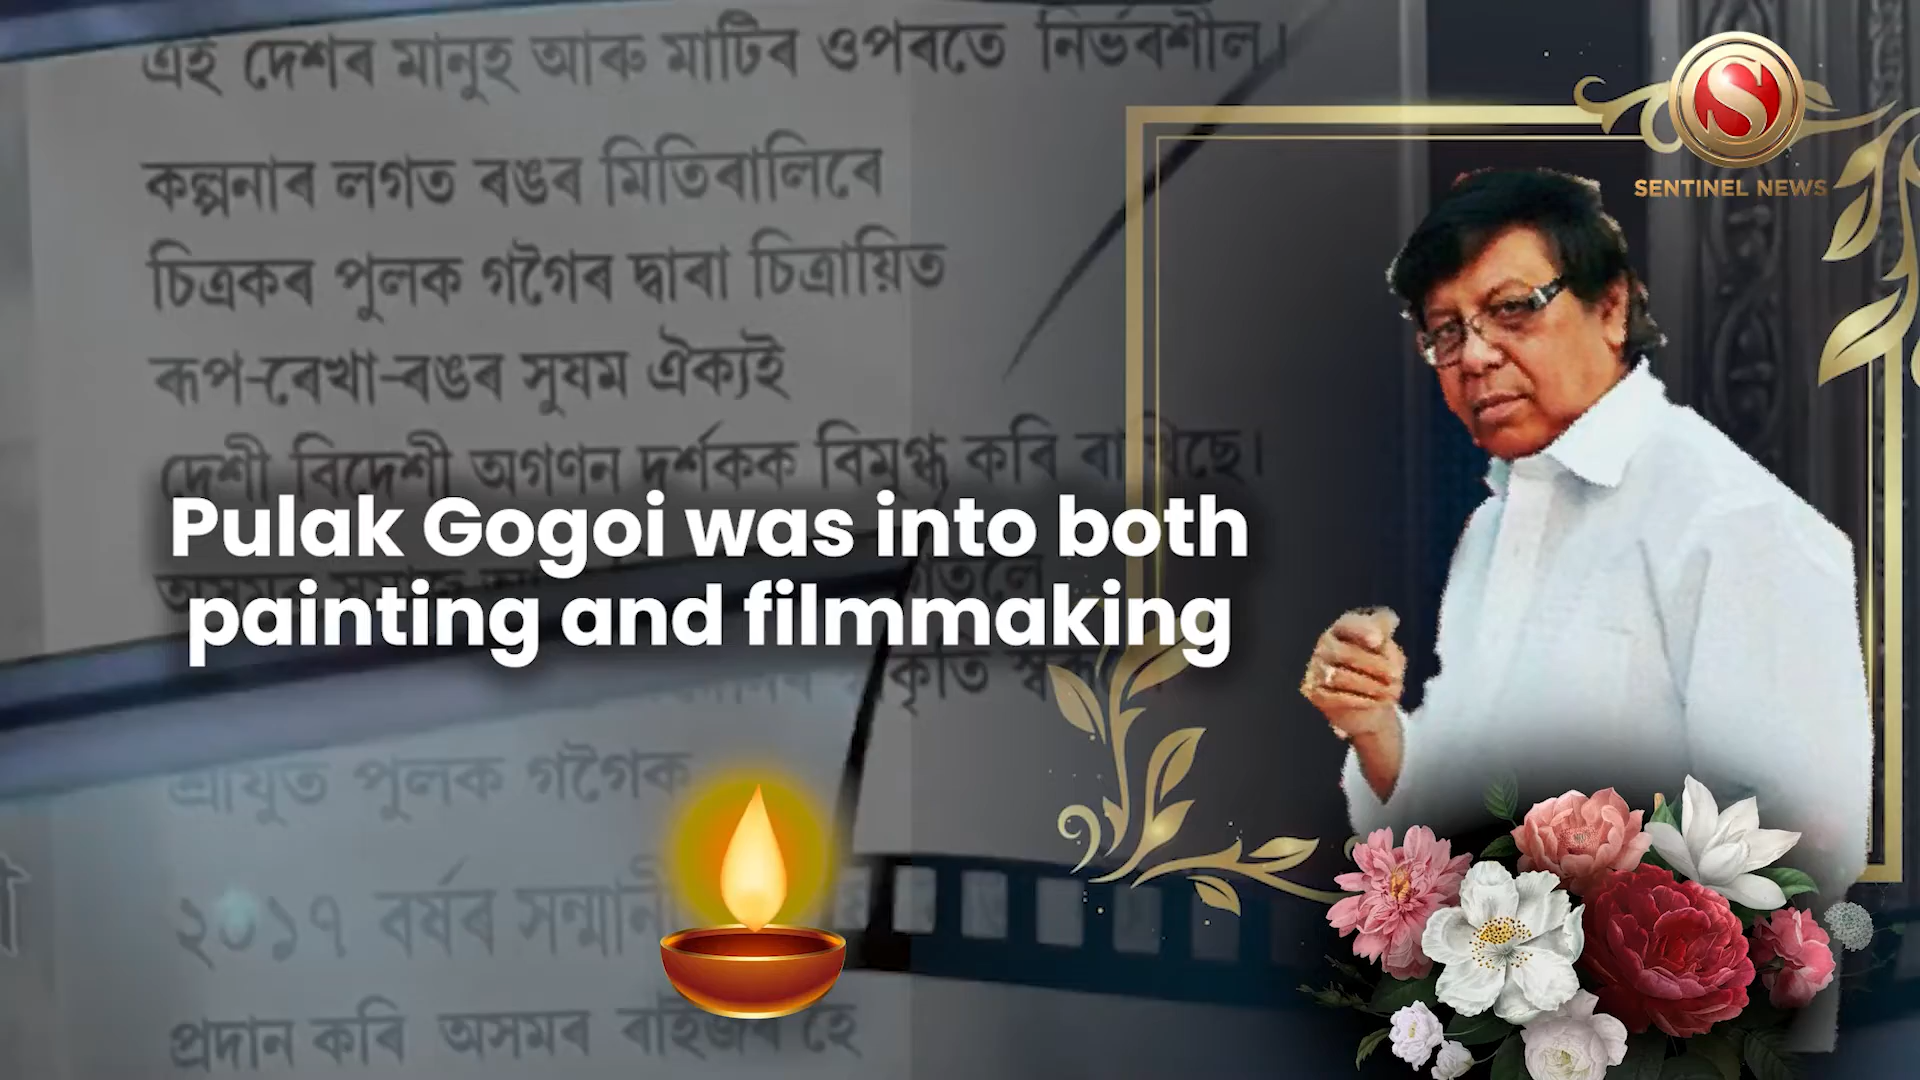 এই দেশৰ মানুহ আৰু মাটিৰ ওপৰতে নিৰ্ভৰশীল।
কল্পনাৰ লগত ৰঙৰ মিতিৰালিৰে
চিত্ৰকৰ পুলক গগৈৰ দ্বাৰা চিত্ৰায়িত
ৰূপ-ৰেখা-ৰঙৰ সুষম ঐক্যই
দেশী বিদেশী অগণন দৰ্শকক বিমুগ্ধ কৰি ৰাখিছে।
Pulak Gogoi was into both
painting and filmmaking
শ্ৰীযুত পুলক গগৈক
২০১৭ বৰ্ষৰ
প্ৰদান কৰি অসমৰ ৰাইজৰ হৈ
S
SENTINEL NEWS